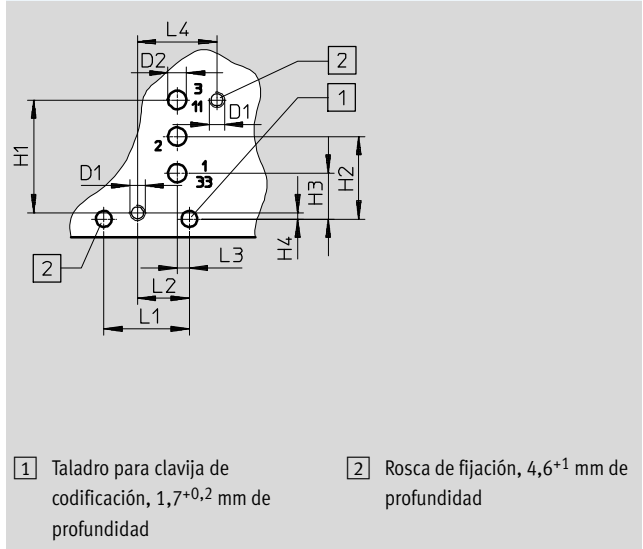 L4
D2
2
3
11
D1
1
2
H1
1
33
D1
H2
H3
H4
2
L3
L2
L1
1 Taladro para clavija de
codificación, 1,7+0,2 mm de
profundidad
2 Rosca de fijación, 4,6+1 mm de
profundidad